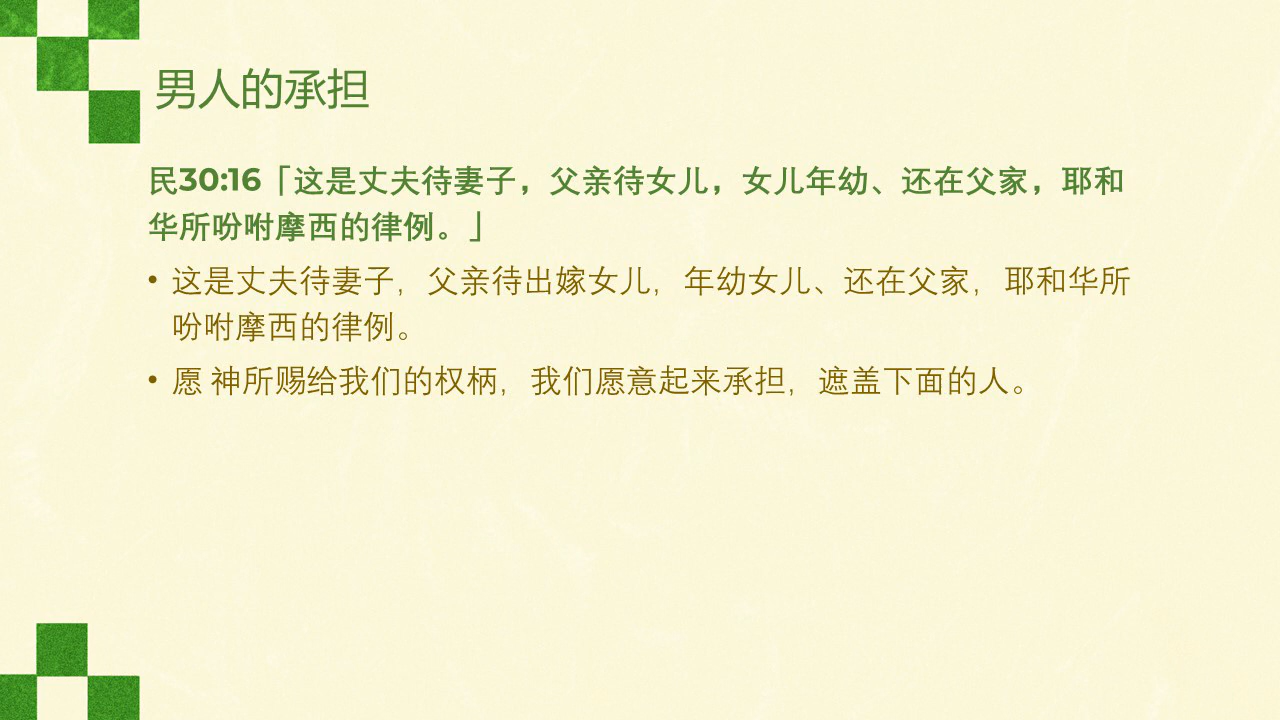 男人的承担
民30:16「这是丈夫待妻子，父亲待女儿，女儿年幼、还在父家，耶和
华所吩咐摩西的律例。」
• 这是丈夫待妻子，父亲待出嫁女儿，年幼女儿、还在父家，耶和华所
吩咐摩西的律例。
• 愿 神所赐给我们的权柄，我们愿意起来承担，遮盖下面的人。